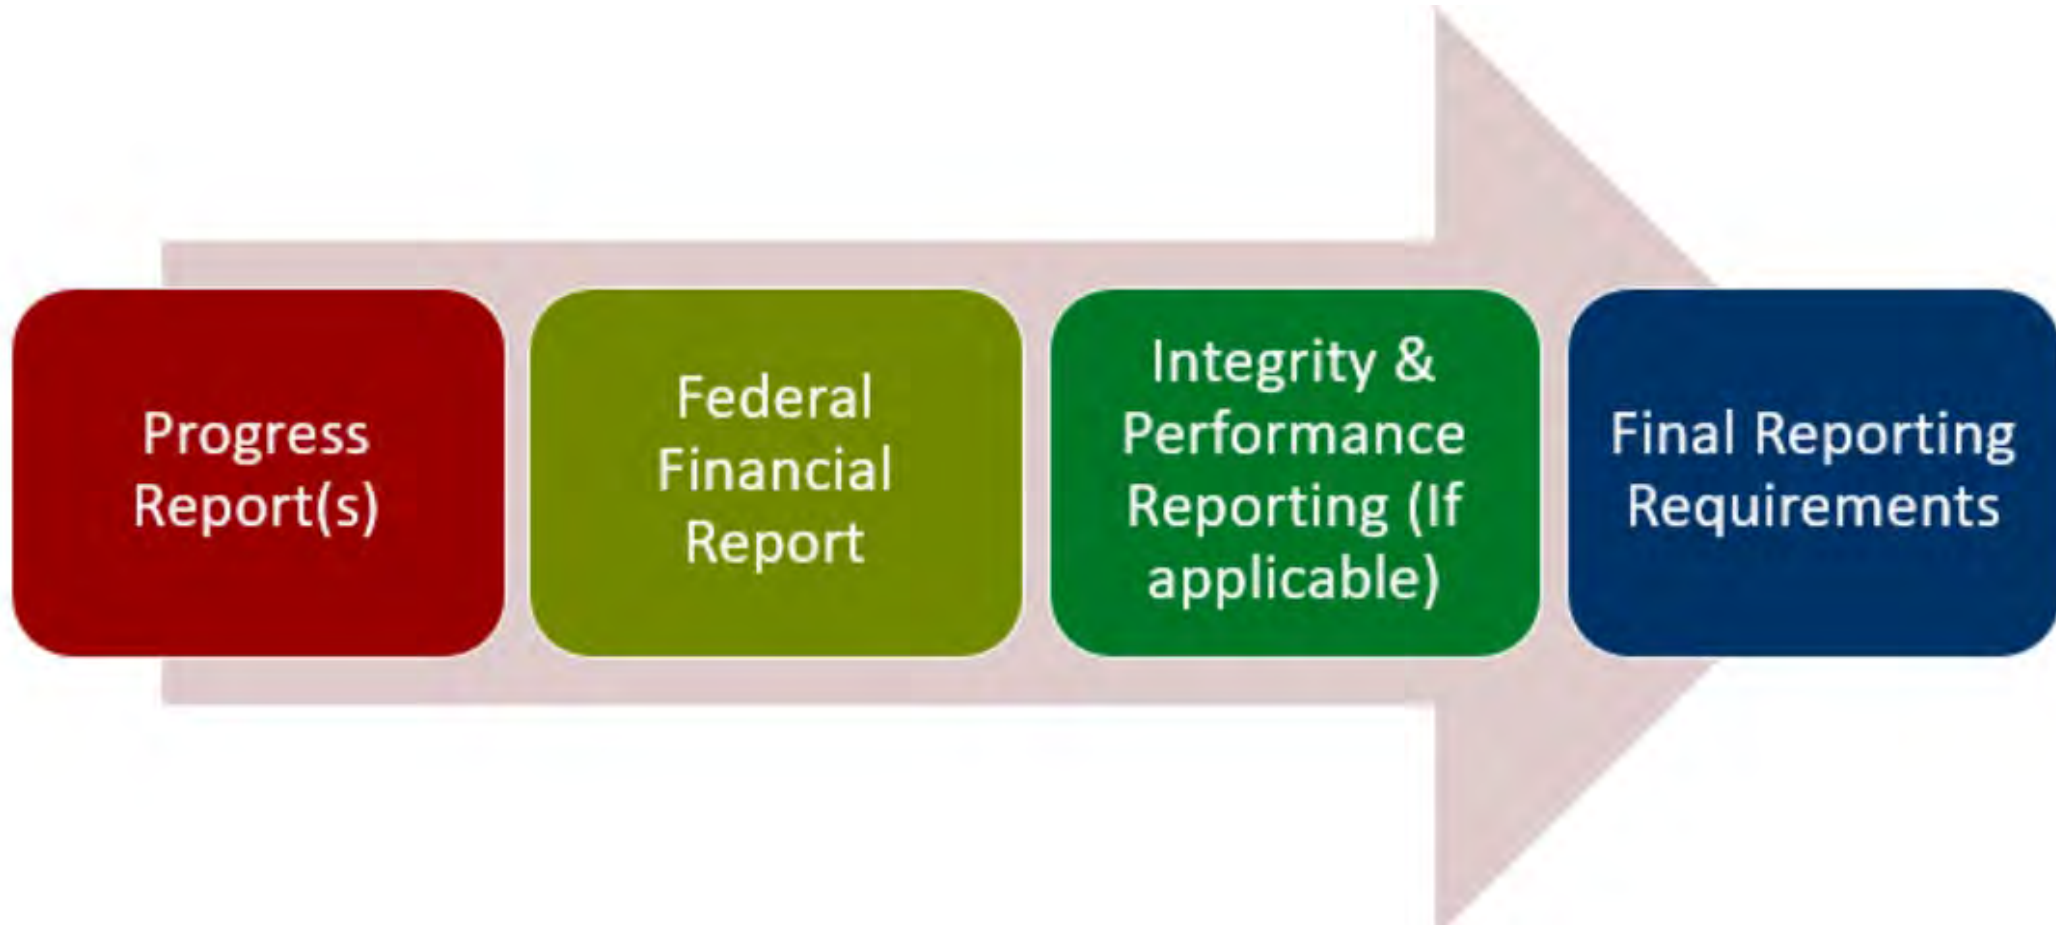 Progress
Report(s)
Federal
Financial
Report
Integrity &
Performance
Reporting (If
applicable)
Final Reporting
Requirements